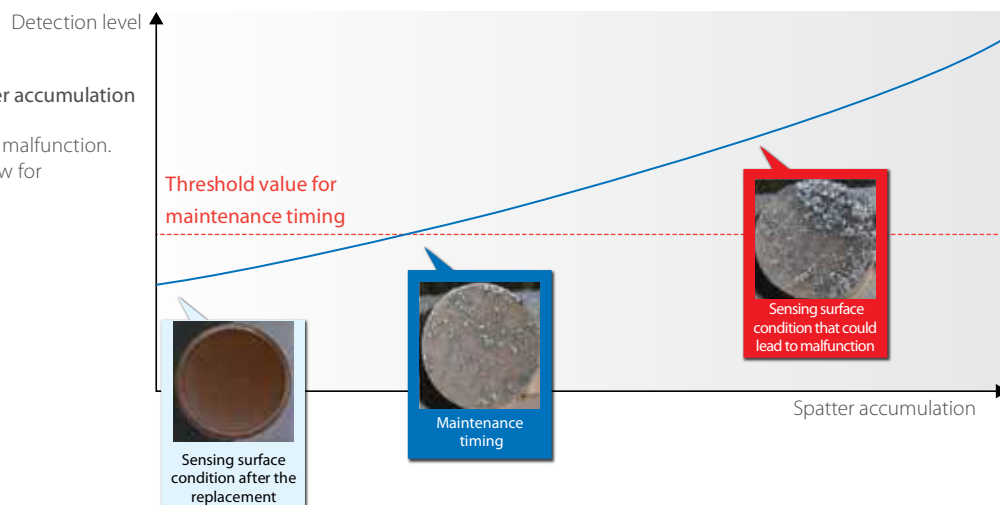 Detection level
accumulation
malfunction.
for
Threshold value for
maintenance timing
Sensing surface
condition that could
lead to malfunction
Spatter accumulation
Maintenance
timing
Sensing surface
condition after the
replacement